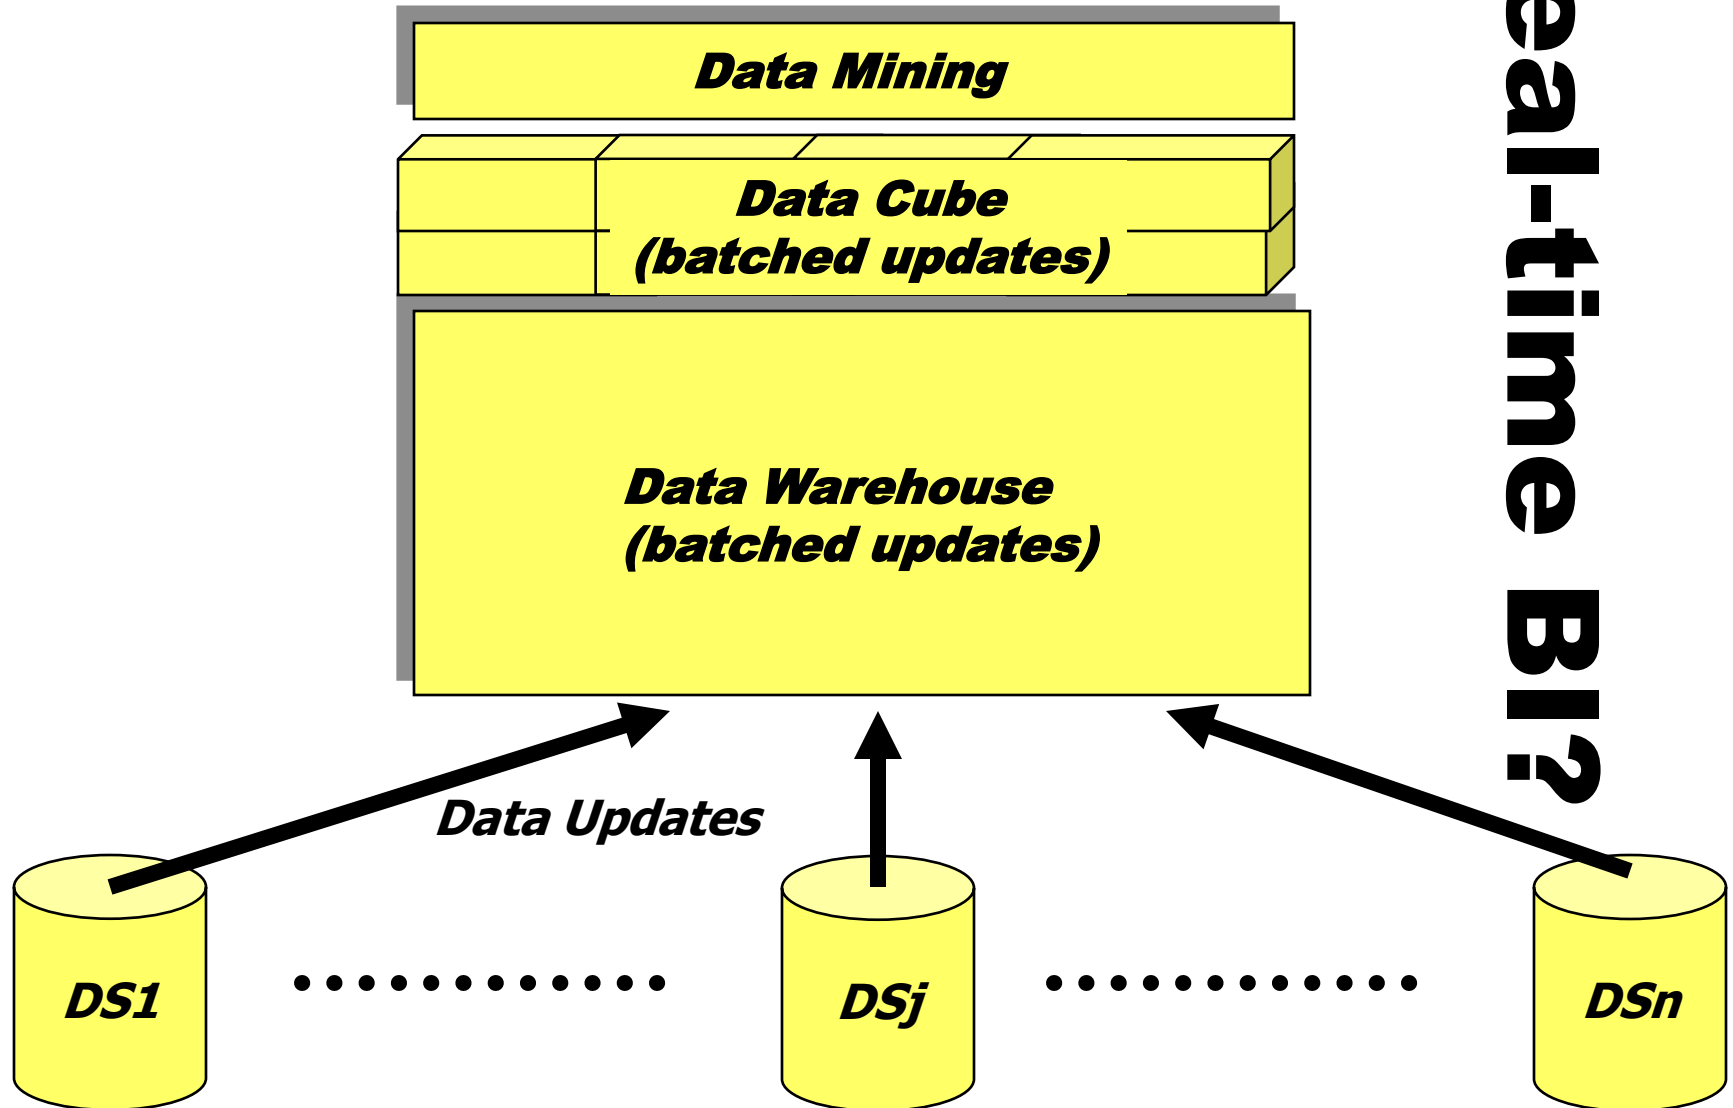 Data Mining
Data Cube
(batched updates)
Data Warehouse
(batched updates)
Data Updates
DS1
DSj
DSn
eal-time BI?